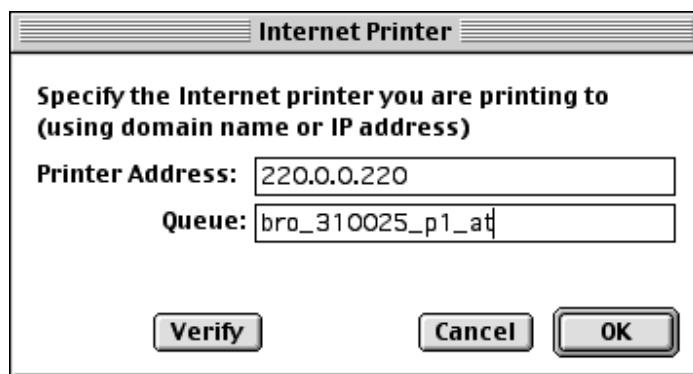 Internet Printer
Specify the Internet printer you are printing to
(using domain name or IP address)
Printer Address: 220.0.0.220
Queue: bro_310025_p1_at
Verify Cancel OK